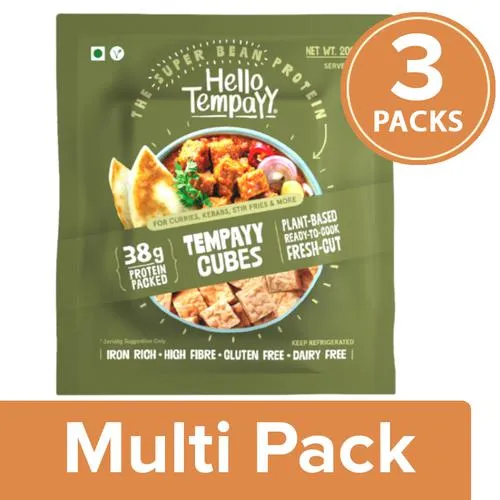 THE SUPER BEAN PROTEIN
NET WT.
3
PACKS
Hello
TempaYY
FOR CURRIES, KEBABS, STIR FRIES & MORE
38g
PROTEIN
PACKED
TEMPAYY
CUBES
PLANT-BASED
READY-TO-COOK
FRESH-CUT
* Serving Suggestion Only
KEEP REFRIGERATED
IRON RICH • HIGH FIBRE • GLUTEN FREE • DAIRY FREE
Multi Pack